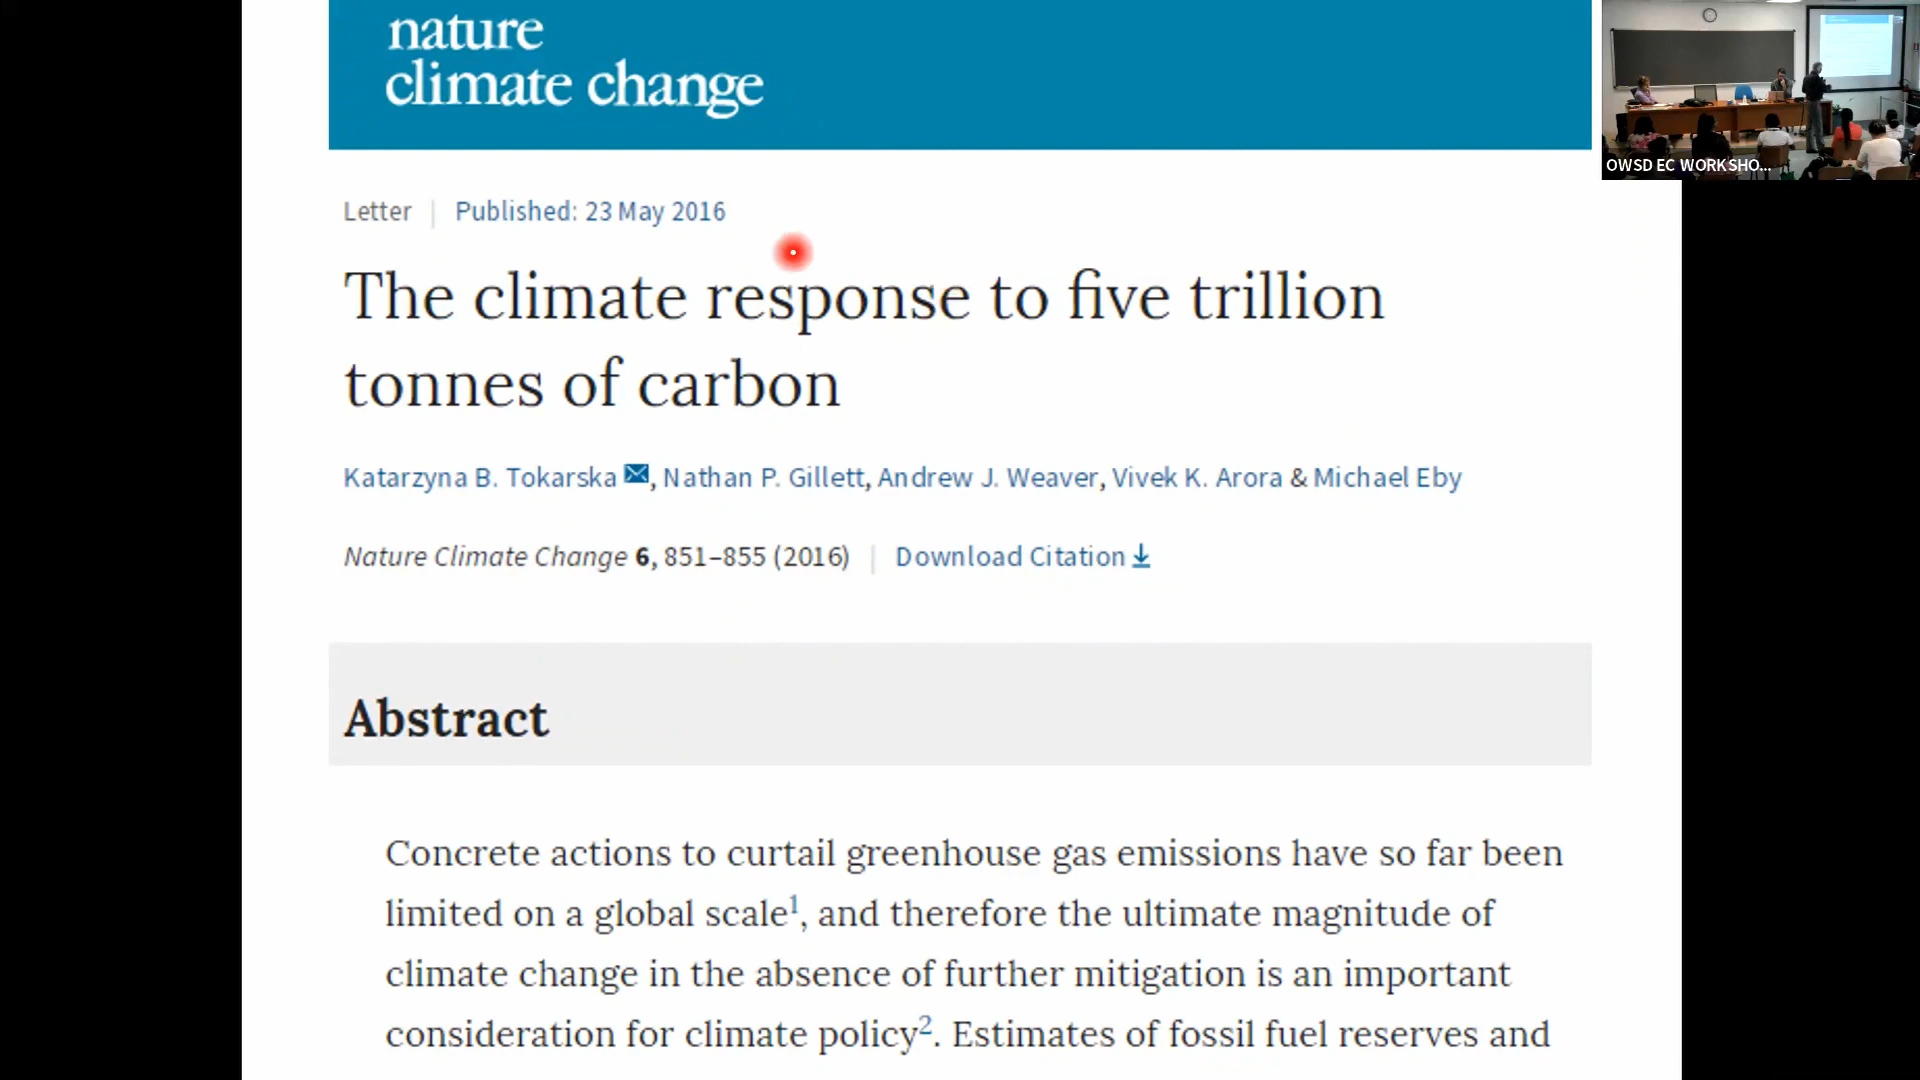 nature
climate change
OWSD EC WORKSHO...
Letter | Published: 23 May 2016
The climate response to five trillion
tonnes of carbon
Katarzyna B. Tokarska, Nathan P. Gillett, Andrew J. Weaver, Vivek K. Arora & Michael Eby
Nature Climate Change 6, 851–855 (2016) | Download Citation
Abstract
Concrete actions to curtail greenhouse gas emissions have so far been
limited on a global scale1, and therefore the ultimate magnitude of
climate change in the absence of further mitigation is an important
consideration for climate policy2. Estimates of fossil fuel reserves and